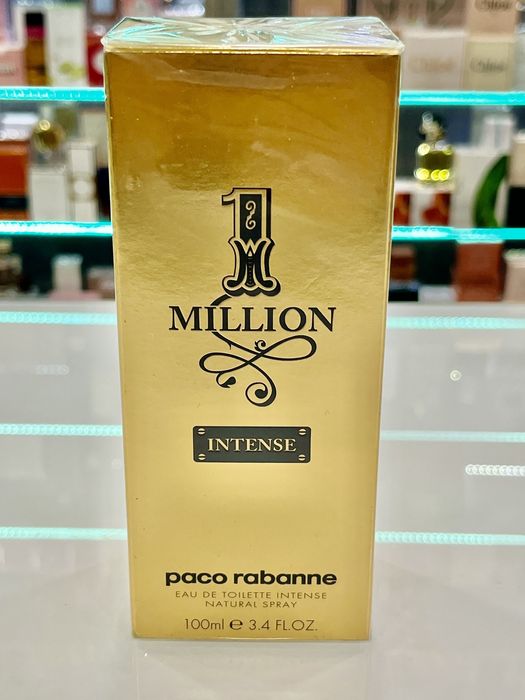 1
MILLION
INTENSE
paco rabanne
EAU DE TOILETTE INTENSE
NATURAL SPRAY
100ml ℮ 3.4 FL.OZ.